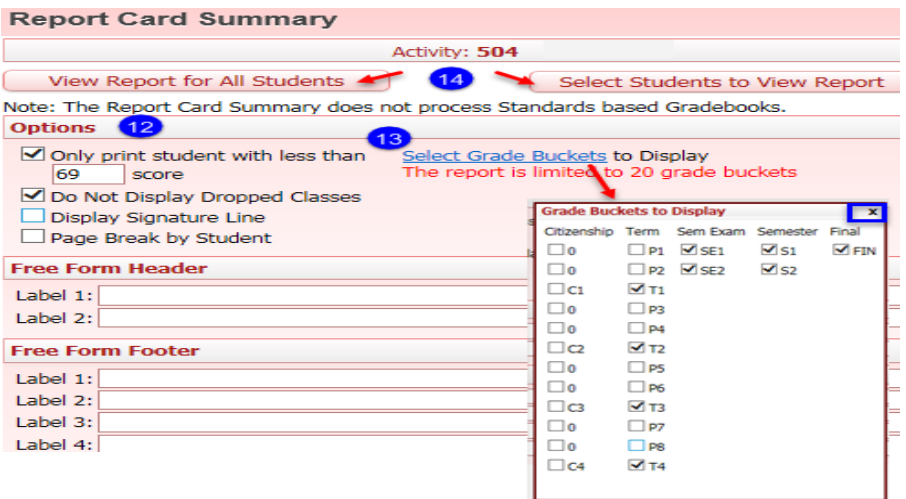 Report Card Summary
Activity: 504
View Report for All Students
14
Select Students to View Report
Note: The Report Card Summary does not process Standards based Gradebooks.
Options 12
13
Only print student with less than
69 score
Select Grade Buckets to Display
The report is limited to 20 grade buckets
Do Not Display Dropped Classes
Display Signature Line
Page Break by Student
Free Form Header
Label 1:
Label 2:
Free Form Footer
Label 1:
Label 2:
Label 3:
Label 4:
Grade Buckets to Display x
Citizenship Term Sem Exam Semester Final
0 P1 SE1 S1 FIN
0 P2 SE2 S2
C1 T1
0 P3
0 P4
C2 T2
0 P5
0 P6
C3 T3
0 P7
0 P8
C4 T4